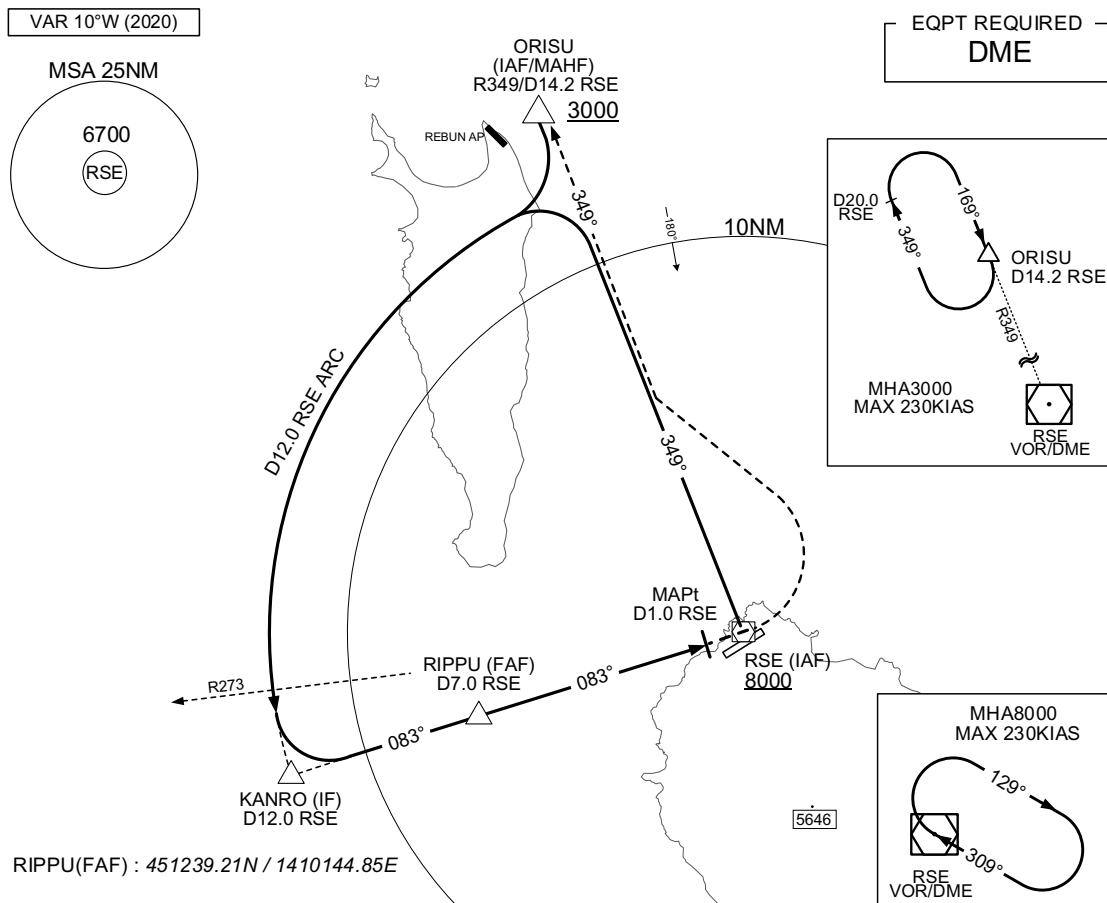 VAR 10°W (2020)
MSA 25NM
6700
RSE
ORISU
(IAF/MAHF)
R349/D14.2 RSE
3000
REBUN AP
EQPT REQUIRED
DME
349°
180°
10NM
D20.0
RSE
169°
349°
ORISU
D14.2 RSE
R349
MHA3000
MAX 230KIAS
RSE
VOR/DME
D12.0 RSE ARC
349°
MAPt
D1.0 RSE
RSE (IAF)
8000
RIPPU (FAF)
D7.0 RSE
R273
083°
083°
KANRO (IF)
D12.0 RSE
5646
MHA8000
MAX 230KIAS
129°
309°
RSE
VOR/DME
RIPPU(FAF) : 451239.21N / 1410144.85E